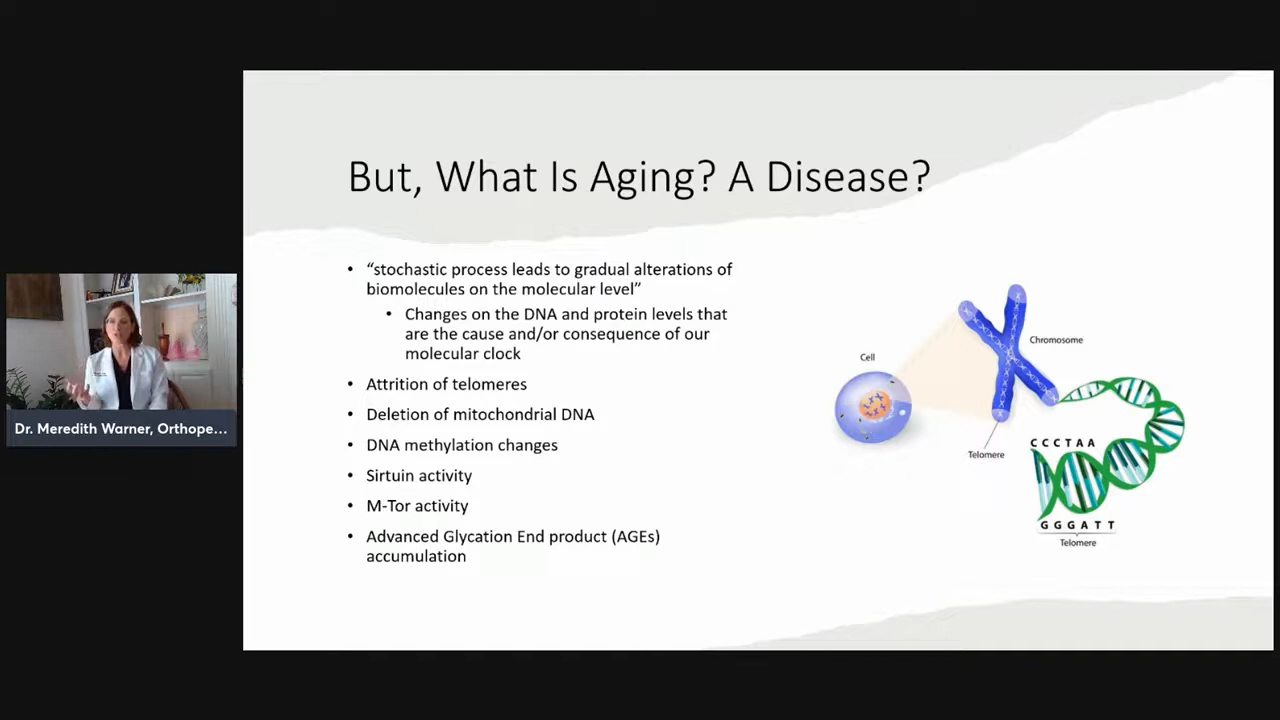 But, What Is Aging? A Disease?
• “stochastic process leads to gradual alterations of
biomolecules on the molecular level”
• Changes on the DNA and protein levels that
are the cause and/or consequence of our
molecular clock
• Attrition of telomeres
• Deletion of mitochondrial DNA
• DNA methylation changes
• Sirtuin activity
• M-Tor activity
• Advanced Glycation End product (AGEs)
accumulation
Cell
Chromosome
Telomere
CCCTAA
GGGATT
Telomere
Dr. Meredith Warner, Orthope...